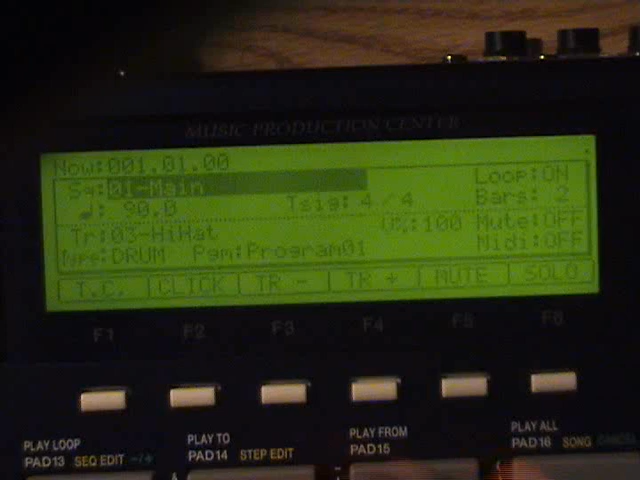 MUSIC PRODUCTION CENTER
Now:001.01.00
Sq:01-Main Loop:ON
♩: 90.0 Tsig: 4/4 Bars: 2
Tr:03-HiHat V%:100 Mute:OFF
Type:DRUM Pgm:Program01 Midi:OFF
T.C. CLICK TR - TR + MUTE SOLO
F1 F2 F3 F4 F5 F6
PLAY LOOP PLAY TO PLAY FROM PLAY ALL
PAD13 SEQ EDIT -/+ PAD14 STEP EDIT PAD15 PAD16 SONG CANCEL